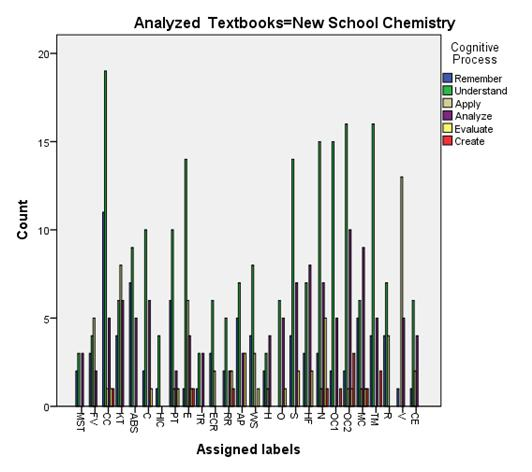 Analyzed Textbooks=New School Chemistry
Cognitive
Process
Remember
Understand
Apply
Analyze
Evaluate
Create
Count
20
15
10
5
0
MST
FV
CC
KT
ABS
C
HIC
PT
E
TR
ECR
RR
AP
WS
H
O
S
HF
N
OC1
OC2
MC
TM
R
V
CE
Assigned labels